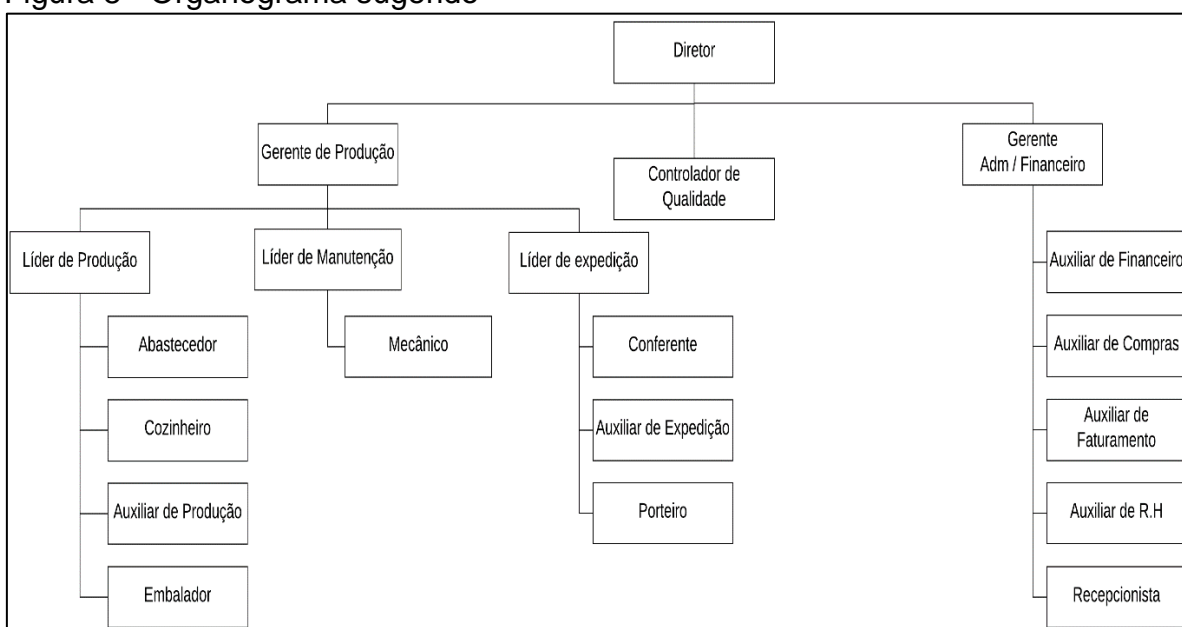 Figura 8 - Organograma sugerido
Diretor
Gerente de Produção
Controlador de
Qualidade
Gerente
Adm / Financeiro
Líder de Produção
Líder de Manutenção
Líder de expedição
Auxiliar de Financeiro
Abastecedor
Mecânico
Conferente
Auxiliar de Compras
Cozinheiro
Auxiliar de Expedição
Auxiliar de
Faturamento
Auxiliar de Produção
Porteiro
Auxiliar de R.H
Embalador
Recepcionista